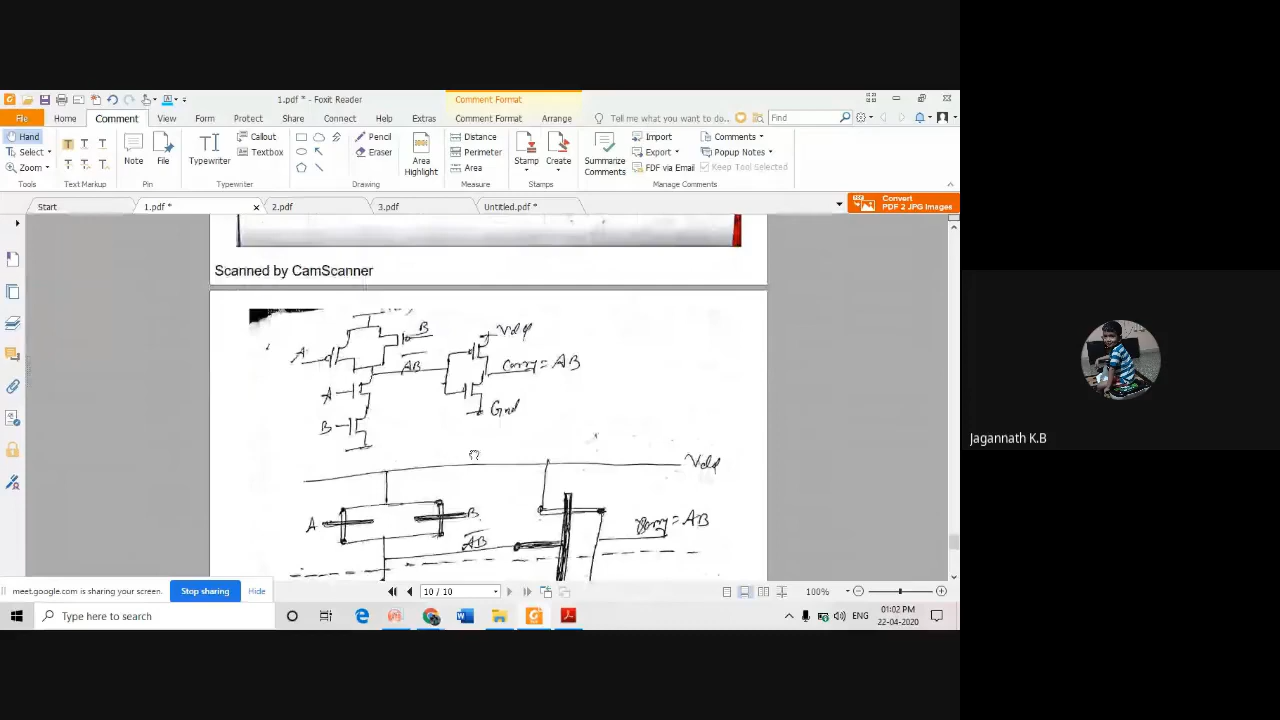 1.pdf * - Foxit Reader
Comment Format
File
Home
Comment
View
Form
Protect
Share
Connect
Help
Extras
Comment Format
Arrange
Tell me what you want to do..
Find
Hand
Select
Zoom
Tools
T T T
T T T
Text Markup
Note
File
Pin
Typewriter
Callout
Textbox
Typewriter
Pencil
Eraser
Drawing
Area
Highlight
Distance
Perimeter
Area
Measure
Stamp
Create
Stamps
Summarize
Comments
Import
Export
FDF via Email
Comments
Popup Notes
Keep Tool Selected
Manage Comments
Start
1.pdf *
2.pdf
3.pdf
Untitled.pdf *
Convert
PDF 2 JPG Images
Scanned by CamScanner
B
Vdd
A
AB
Carry = AB
A
Gnd
B
Vdd
A
B
Carry = AB
AB
Jagannath K.B
meet.google.com is sharing your screen.
Stop sharing
Hide
10 / 10
100%
Type here to search
ENG
01:02 PM
22-04-2020